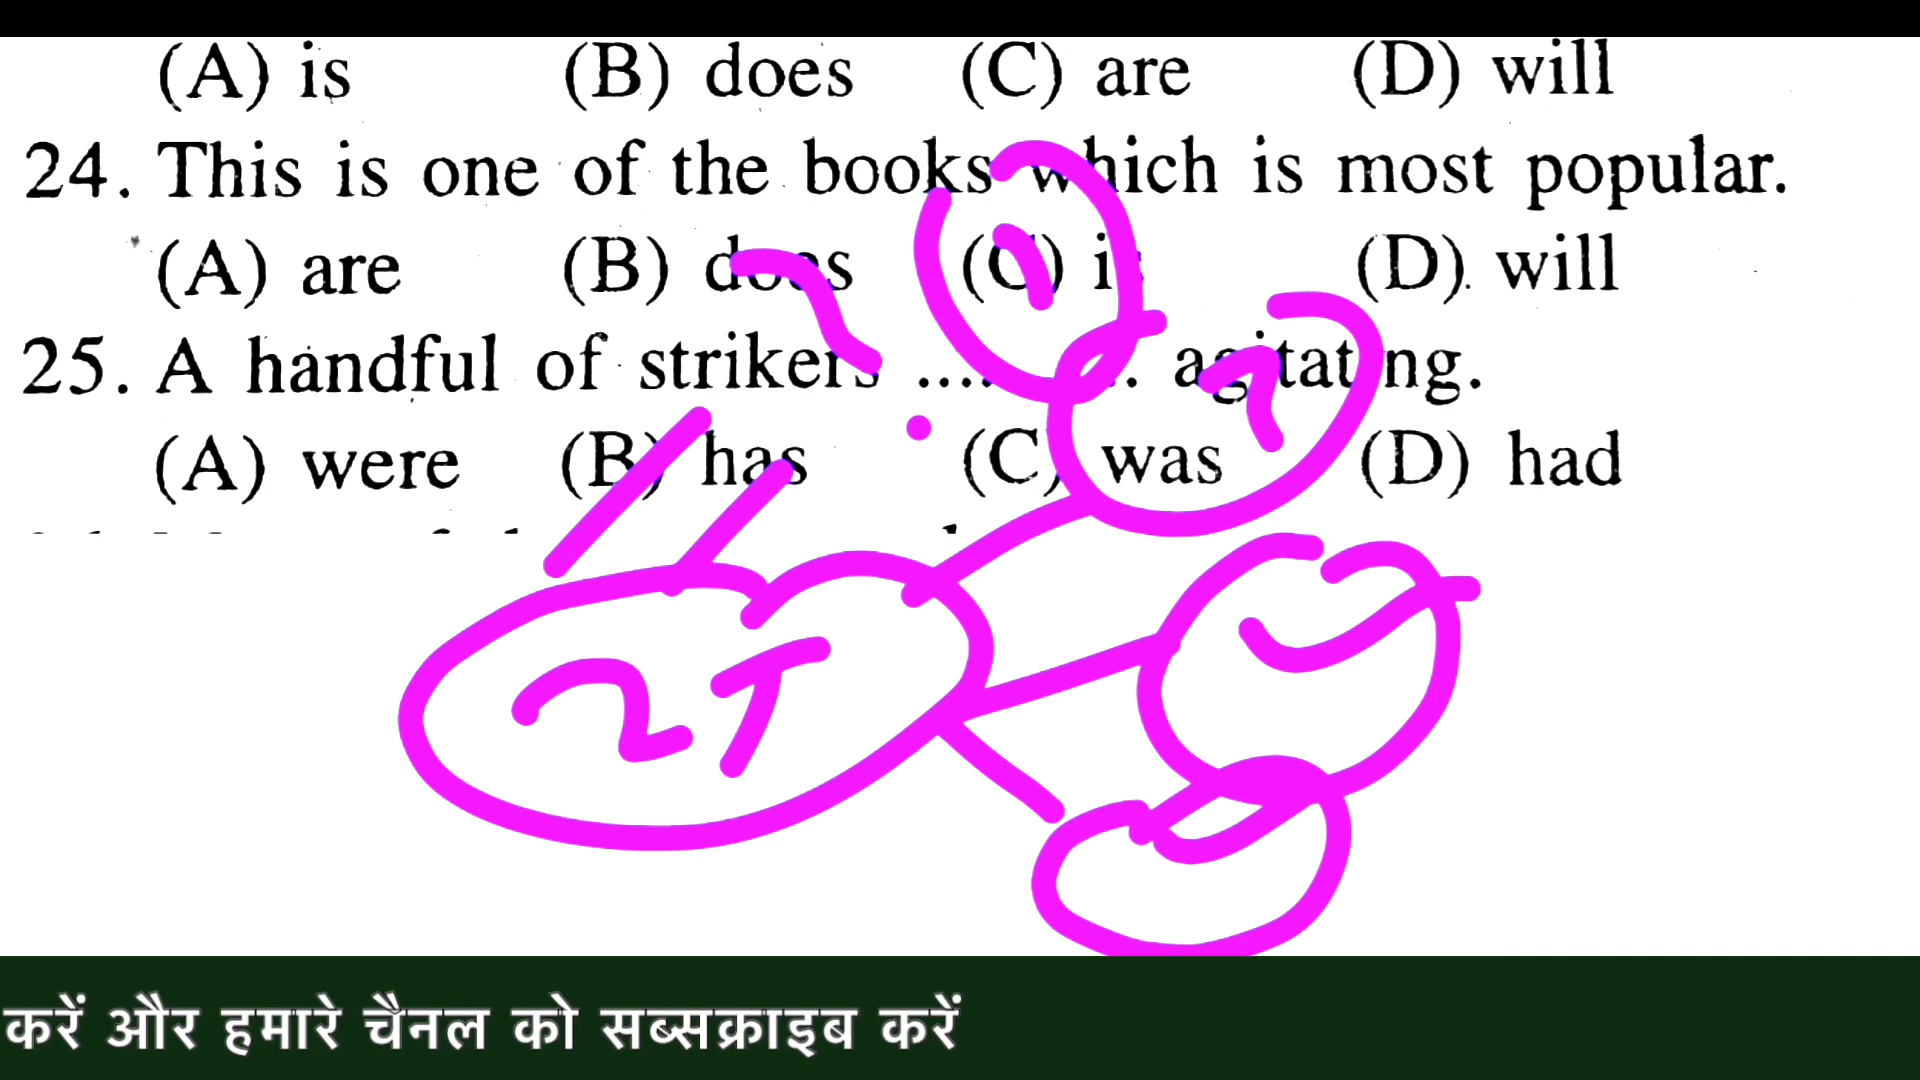 (A) is (B) does (C) are (D) will
24. This is one of the books which is most popular.
(A) are (B) does (C) is (D) will
25. A handful of strikers ........... agitating.
(A) were (B) has (C) was (D) had
करें और हमारे चैनल को सब्सक्राइब करें